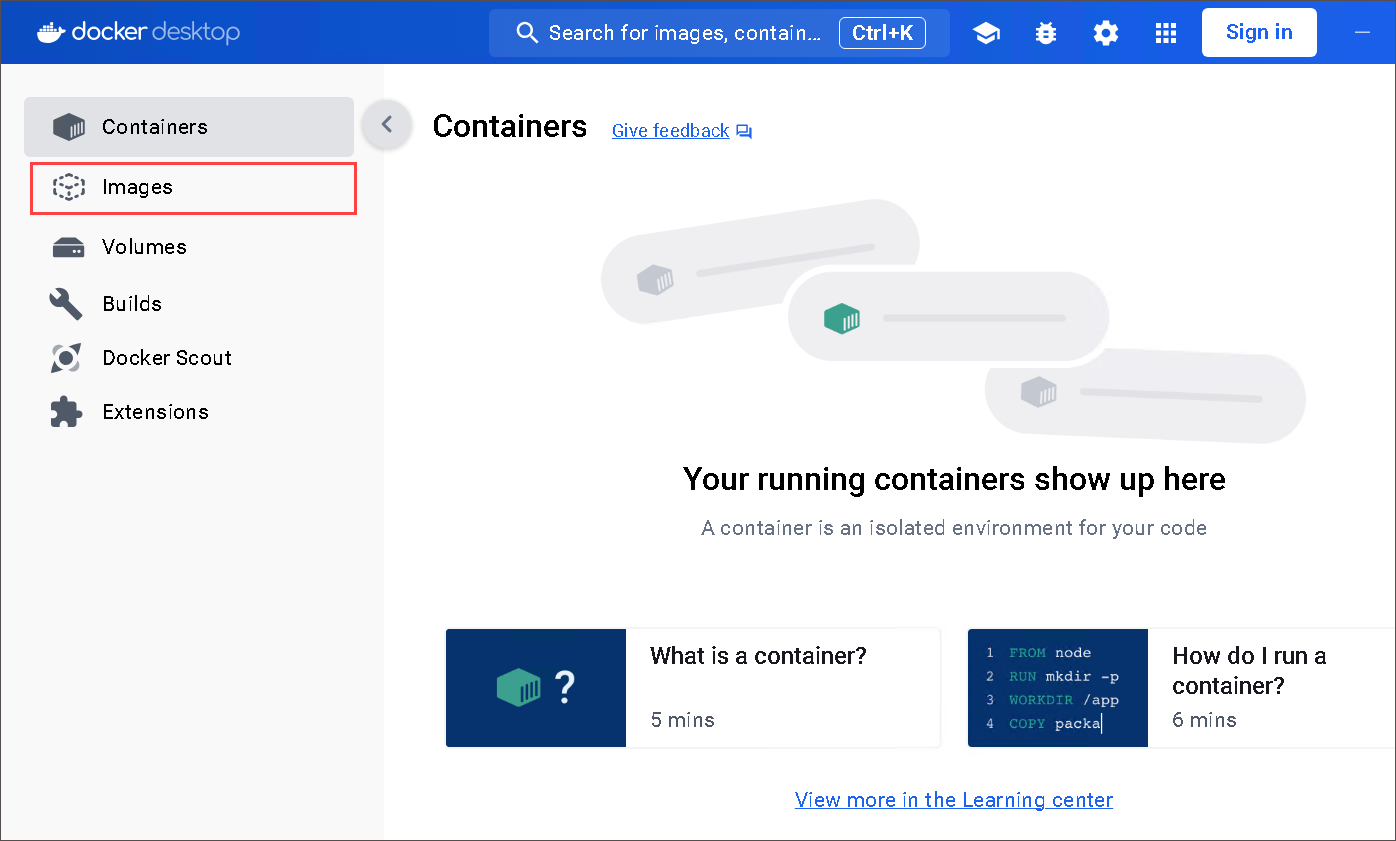 docker desktop
Search for images, contain...
Ctrl+K
Sign in
Containers
Images
Volumes
Builds
Docker Scout
Extensions
Containers
Give feedback
Your running containers show up here
A container is an isolated environment for your code
?
What is a container?
5 mins
1 FROM node
2 RUN mkdir -p
3 WORKDIR /app
4 COPY packa
How do I run a
container?
6 mins
View more in the Learning center